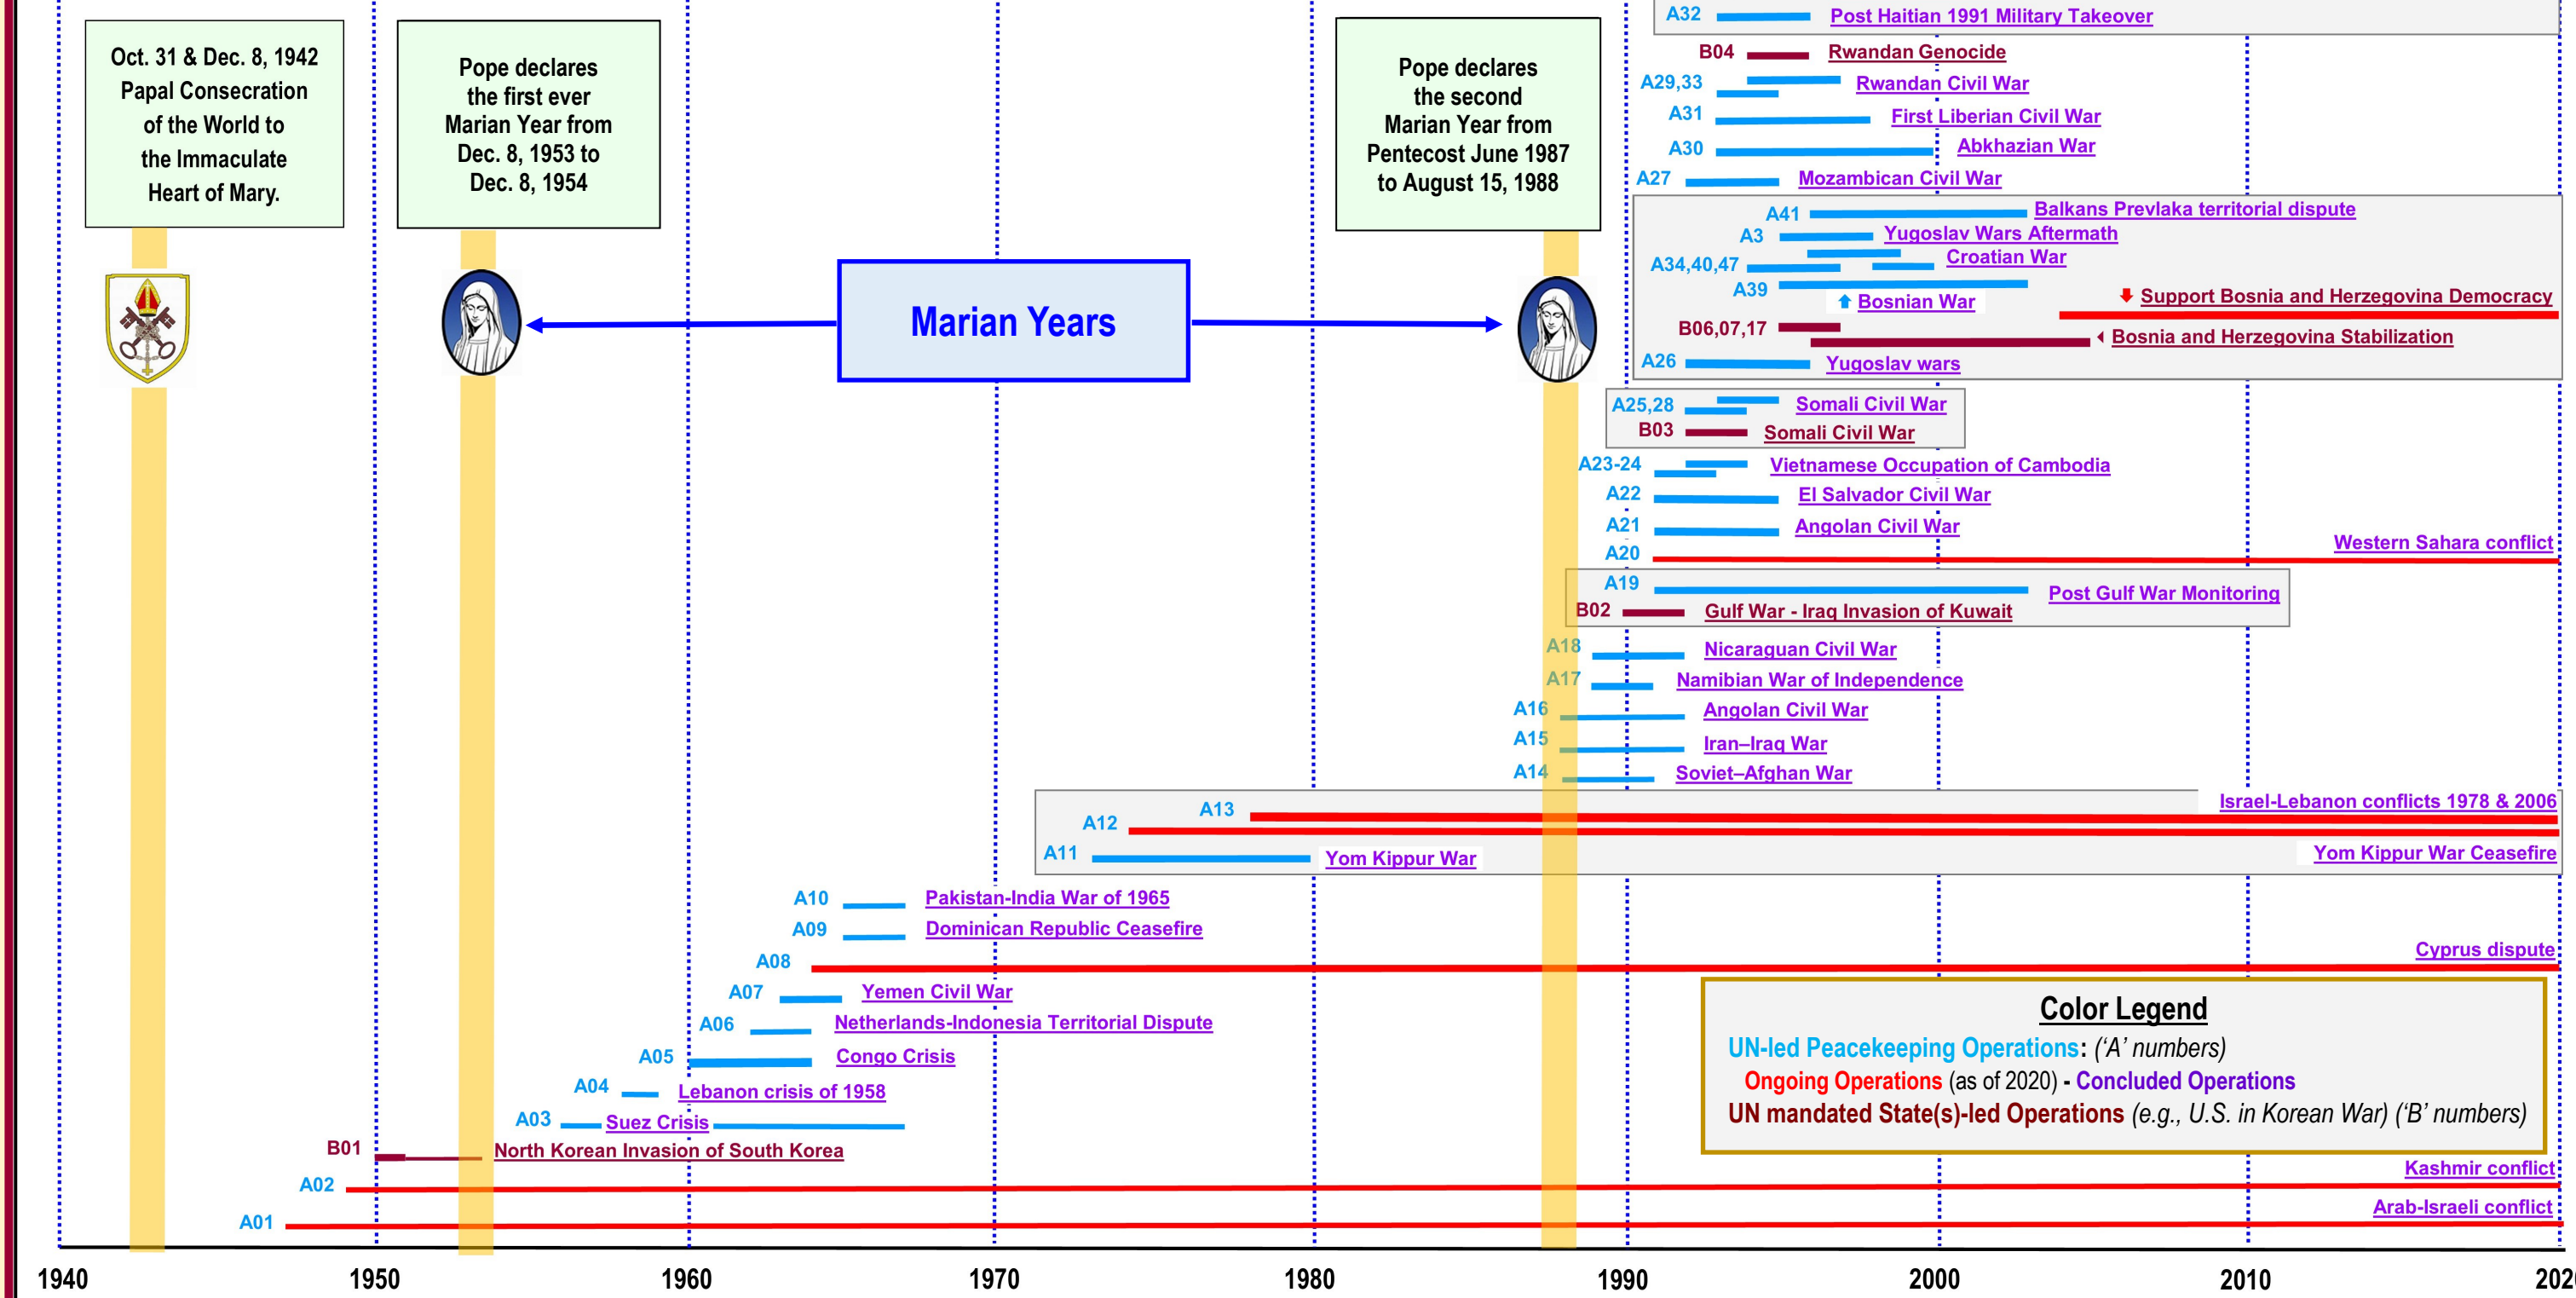 Oct. 31 & Dec. 8, 1942
Papal Consecration
of the World to
the Immaculate
Heart of Mary.
Pope declares
the first ever
Marian Year from
Dec. 8, 1953 to
Dec. 8, 1954
Marian Years
Pope declares
the second
Marian Year from
Pentecost June 1987
to August 15, 1988
A32 Post Haitian 1991 Military Takeover
B04 Rwandan Genocide
A29,33 Rwandan Civil War
A31 First Liberian Civil War
A30 Abkhazian War
A27 Mozambican Civil War
A41 Balkans Prevlaka territorial dispute
A3 Yugoslav Wars Aftermath
A34,40,47 Croatian War
A39 Bosnian War
Support Bosnia and Herzegovina Democracy
B06,07,17 Bosnia and Herzegovina Stabilization
A26 Yugoslav wars
A25,28 Somali Civil War
B03 Somali Civil War
A23-24 Vietnamese Occupation of Cambodia
A22 El Salvador Civil War
A21 Angolan Civil War
A20 Western Sahara conflict
A19 Post Gulf War Monitoring
B02 Gulf War - Iraq Invasion of Kuwait
A18 Nicaraguan Civil War
A17 Namibian War of Independence
A16 Angolan Civil War
A15 Iran–Iraq War
A14 Soviet–Afghan War
A13 Israel-Lebanon conflicts 1978 & 2006
A12 Yom Kippur War Ceasefire
A11 Yom Kippur War
A10 Pakistan-India War of 1965
A09 Dominican Republic Ceasefire
A08 Cyprus dispute
A07 Yemen Civil War
A06 Netherlands-Indonesia Territorial Dispute
A05 Congo Crisis
A04 Lebanon crisis of 1958
A03 Suez Crisis
B01 North Korean Invasion of South Korea
A02 Kashmir conflict
A01 Arab-Israeli conflict
Color Legend
UN-led Peacekeeping Operations: (‘A’ numbers)
Ongoing Operations (as of 2020) - Concluded Operations
UN mandated State(s)-led Operations (e.g., U.S. in Korean War) (‘B’ numbers)
1940 1950 1960 1970 1980 1990 2000 2010 202